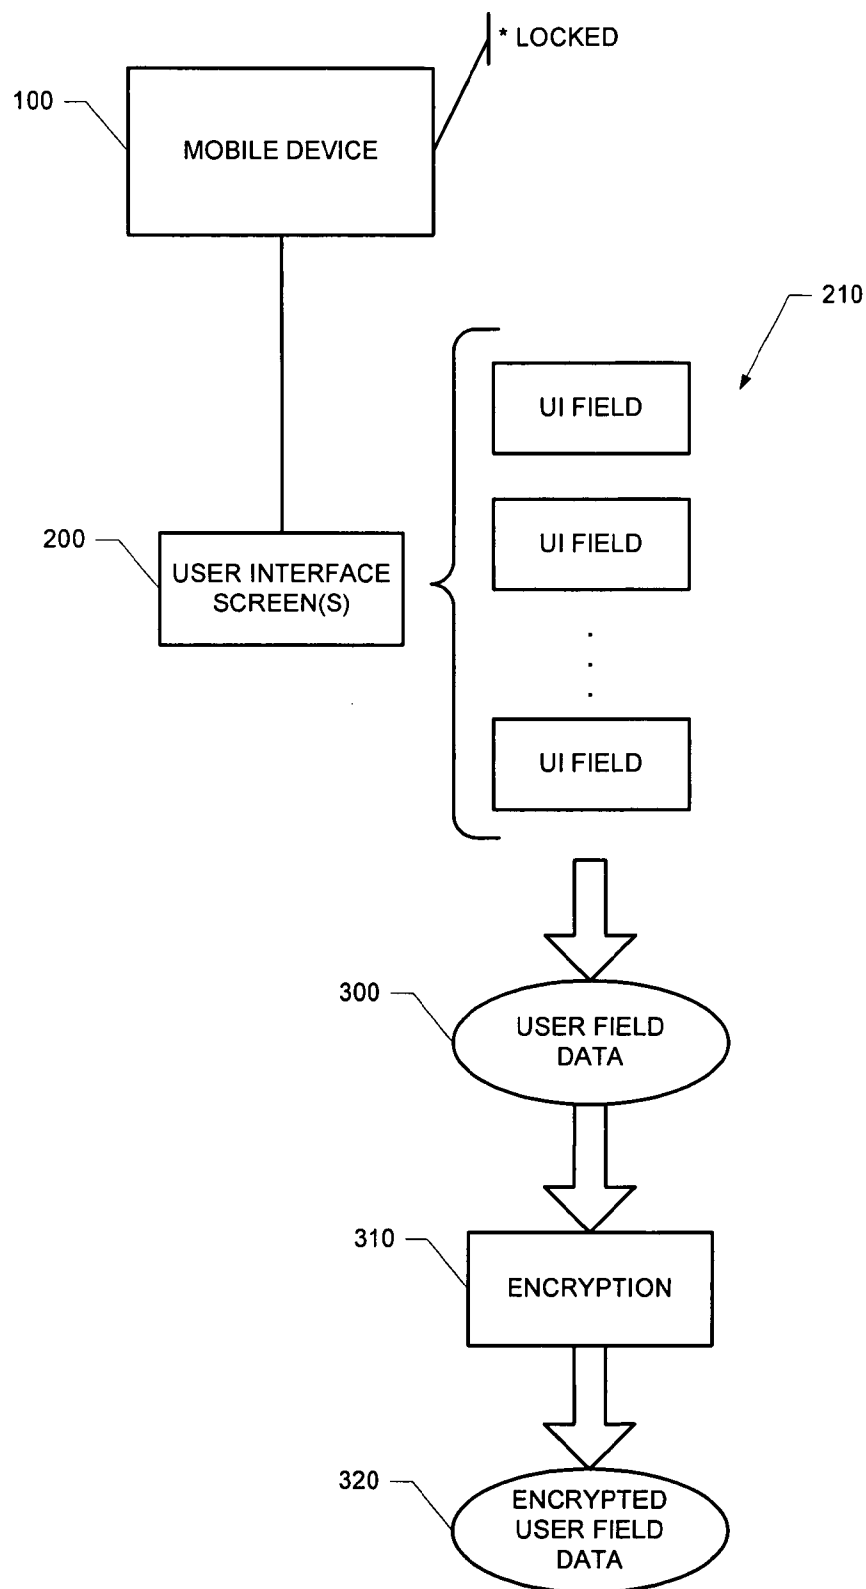 * LOCKED
100
MOBILE DEVICE
210
UI FIELD
UI FIELD
200
USER INTERFACE
SCREEN(S)
.
.
.
UI FIELD
300
USER FIELD
DATA
310
ENCRYPTION
320
ENCRYPTED
USER FIELD
DATA